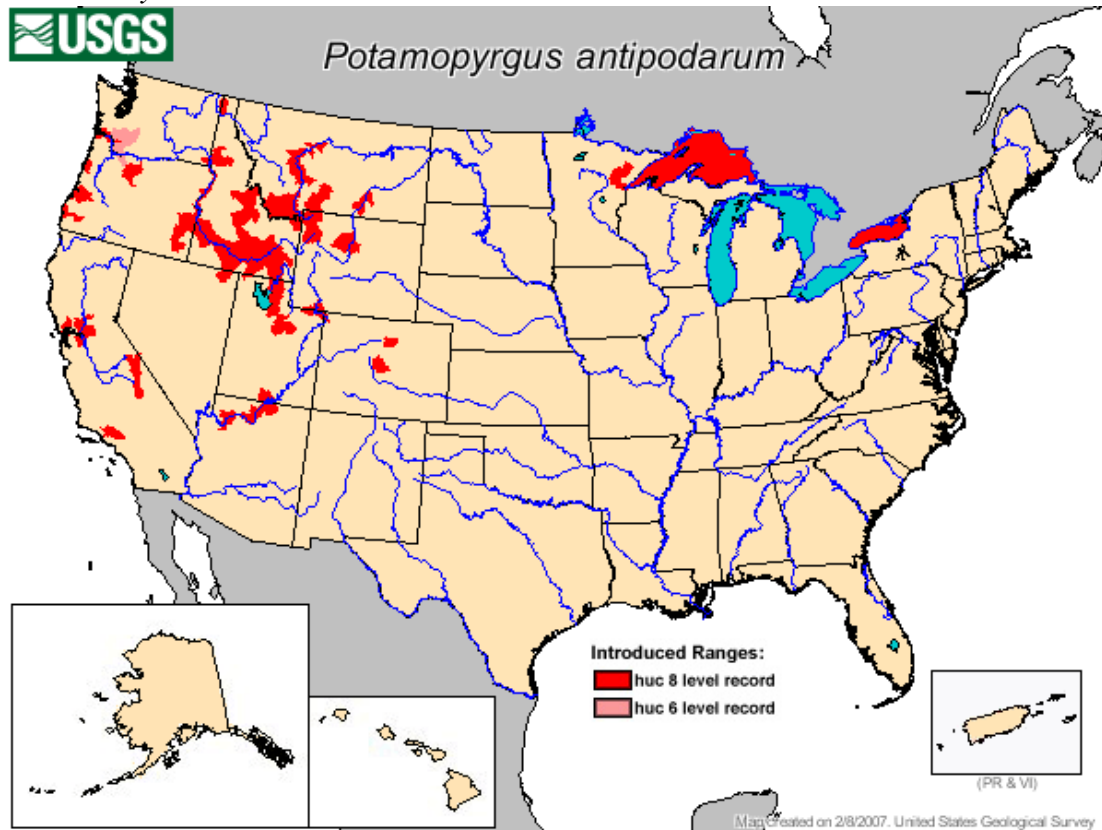 USGS
Potamopyrgus antipodarum
Introduced Ranges:
huc 8 level record
huc 6 level record
(PR & VI)
Map created on 2/8/2007. United States Geological Survey